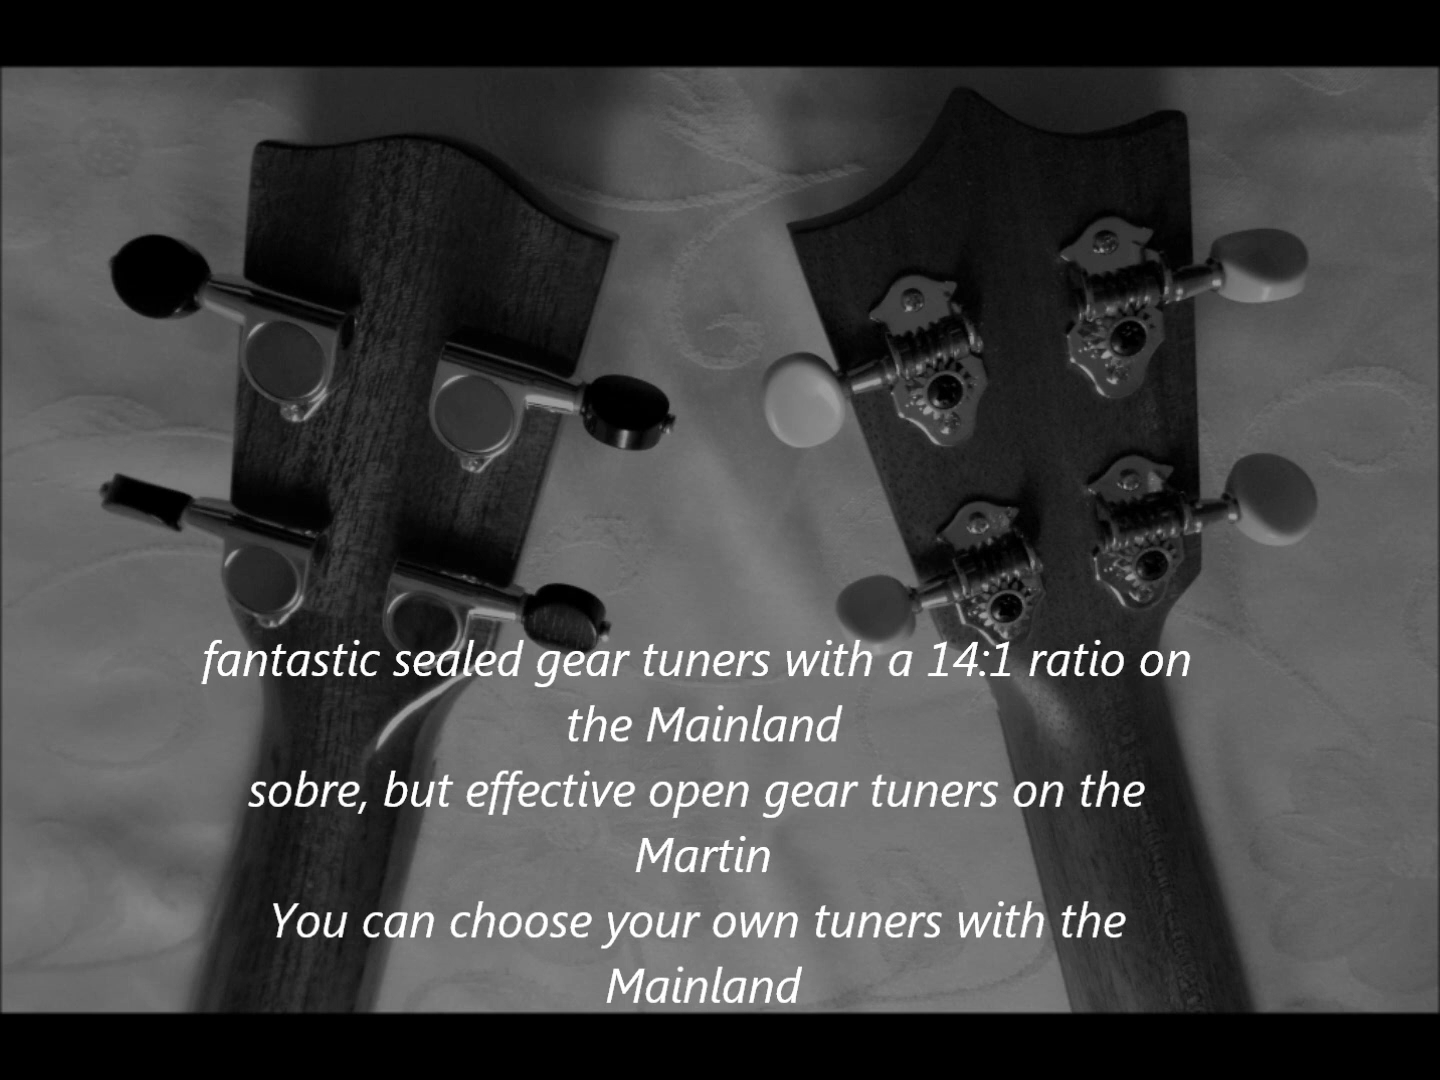 fantastic sealed gear tuners with a 14:1 ratio on
the Mainland
sobre, but effective open gear tuners on the
Martin
You can choose your own tuners with the
Mainland